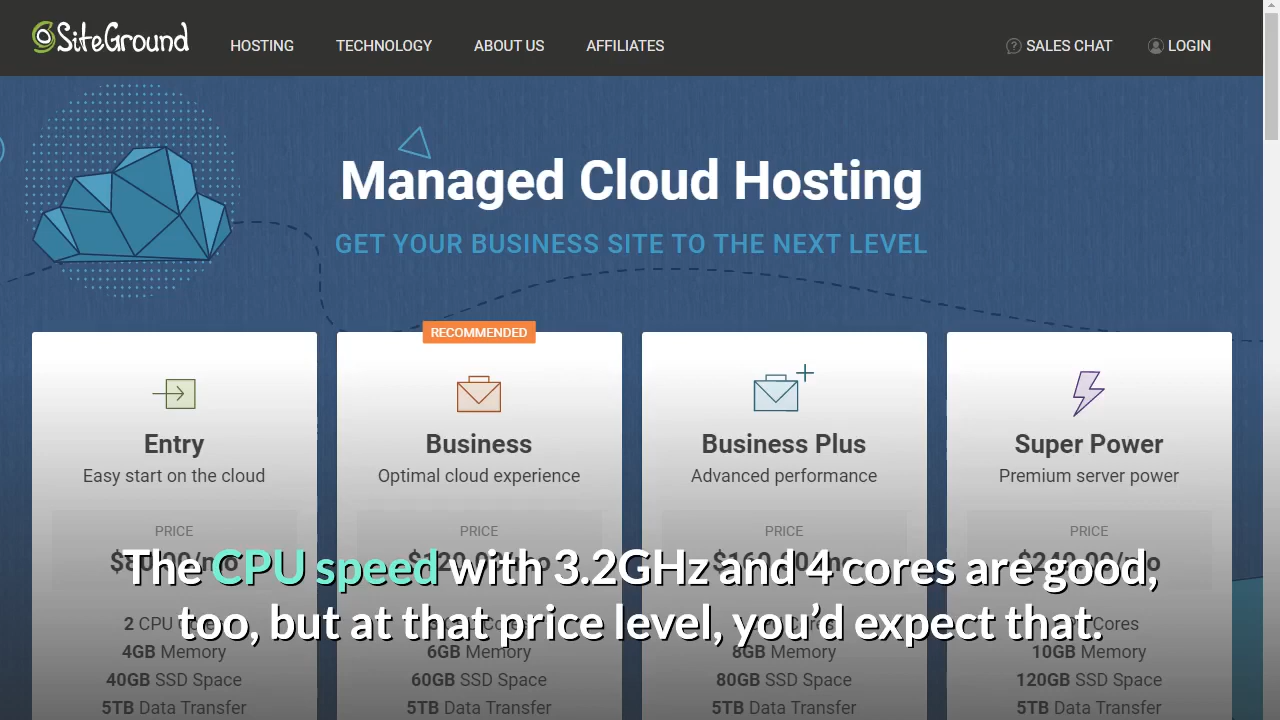 SiteGround
HOSTING TECHNOLOGY ABOUT US AFFILIATES SALES CHAT LOGIN
Managed Cloud Hosting
GET YOUR BUSINESS SITE TO THE NEXT LEVEL
RECOMMENDED
Entry
Easy start on the cloud
PRICE
4GB Memory
40GB SSD Space
5TB Data Transfer
Business
Optimal cloud experience
PRICE
6GB Memory
60GB SSD Space
5TB Data Transfer
Business Plus
Advanced performance
PRICE
8GB Memory
80GB SSD Space
5TB Data Transfer
Super Power
Premium server power
PRICE
Cores
10GB Memory
120GB SSD Space
5TB Data Transfer
The CPU speed with 3.2GHz and 4 cores are good,
too, but at that price level, you’d expect that.